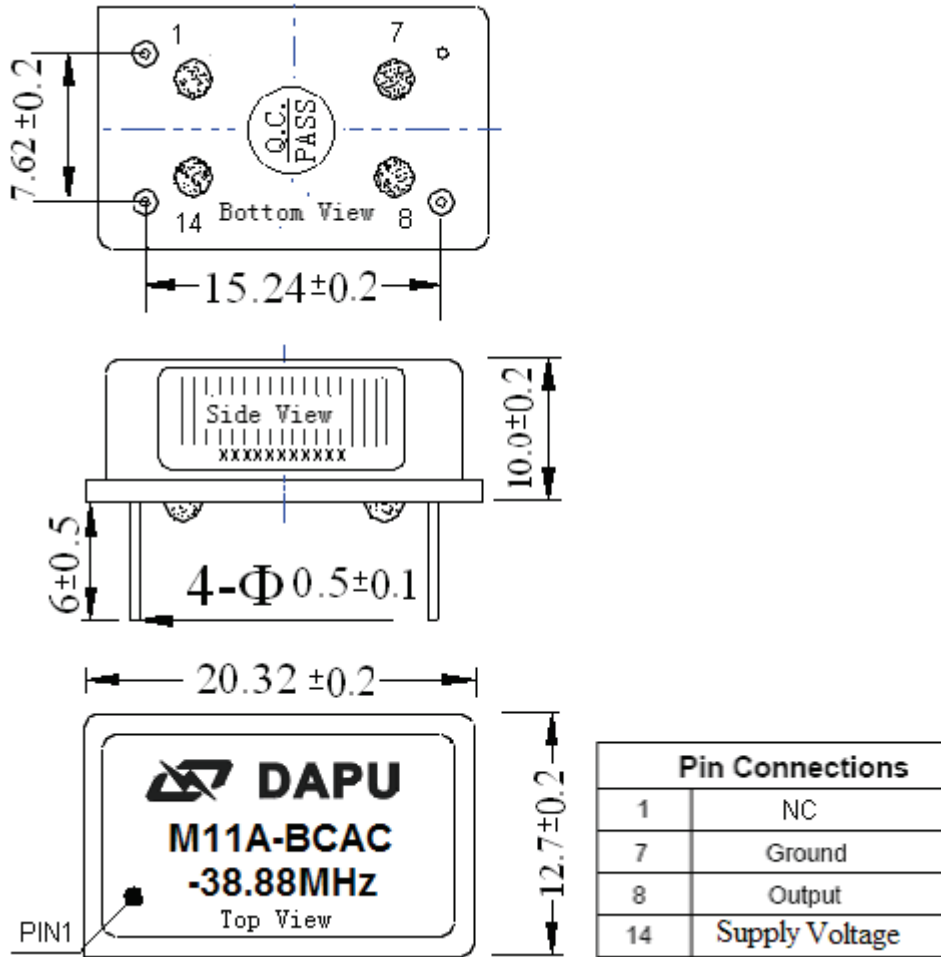 1
7
7.62 ±0.2
Q.C.
PASS
14
Bottom View
8
15.24±0.2
Side View
XXXXXXXXXXX
10.0±0.2
6±0.5
4-Φ 0.5±0.1
20.32 ±0.2
DAPU
M11A-BCAC
-38.88MHz
Top View
PIN1
12.7±0.2
Pin Connections
1 NC
7 Ground
8 Output
14 Supply Voltage